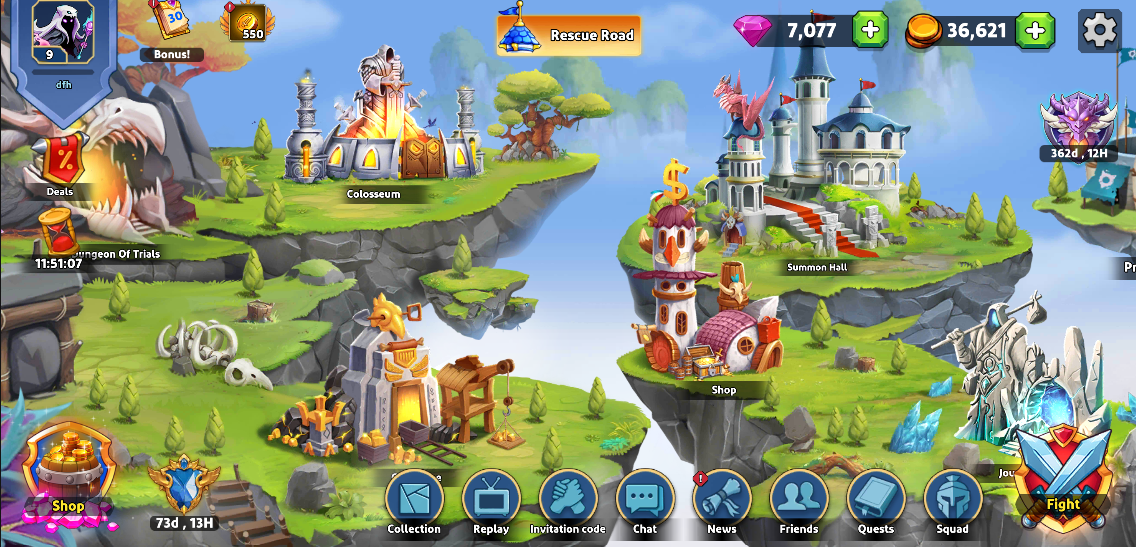 30
550
Rescue Road
7,077
36,621
9
Bonus!
dfh
362d , 12H
%
Deals
Colosseum
$
11:51:07
ungeon Of Trials
Summon Hall
Pr
Shop
Jou
e
Shop
Fight
73d , 13H
Collection
Replay
Invitation code
Chat
!
News
Friends
Quests
Squad